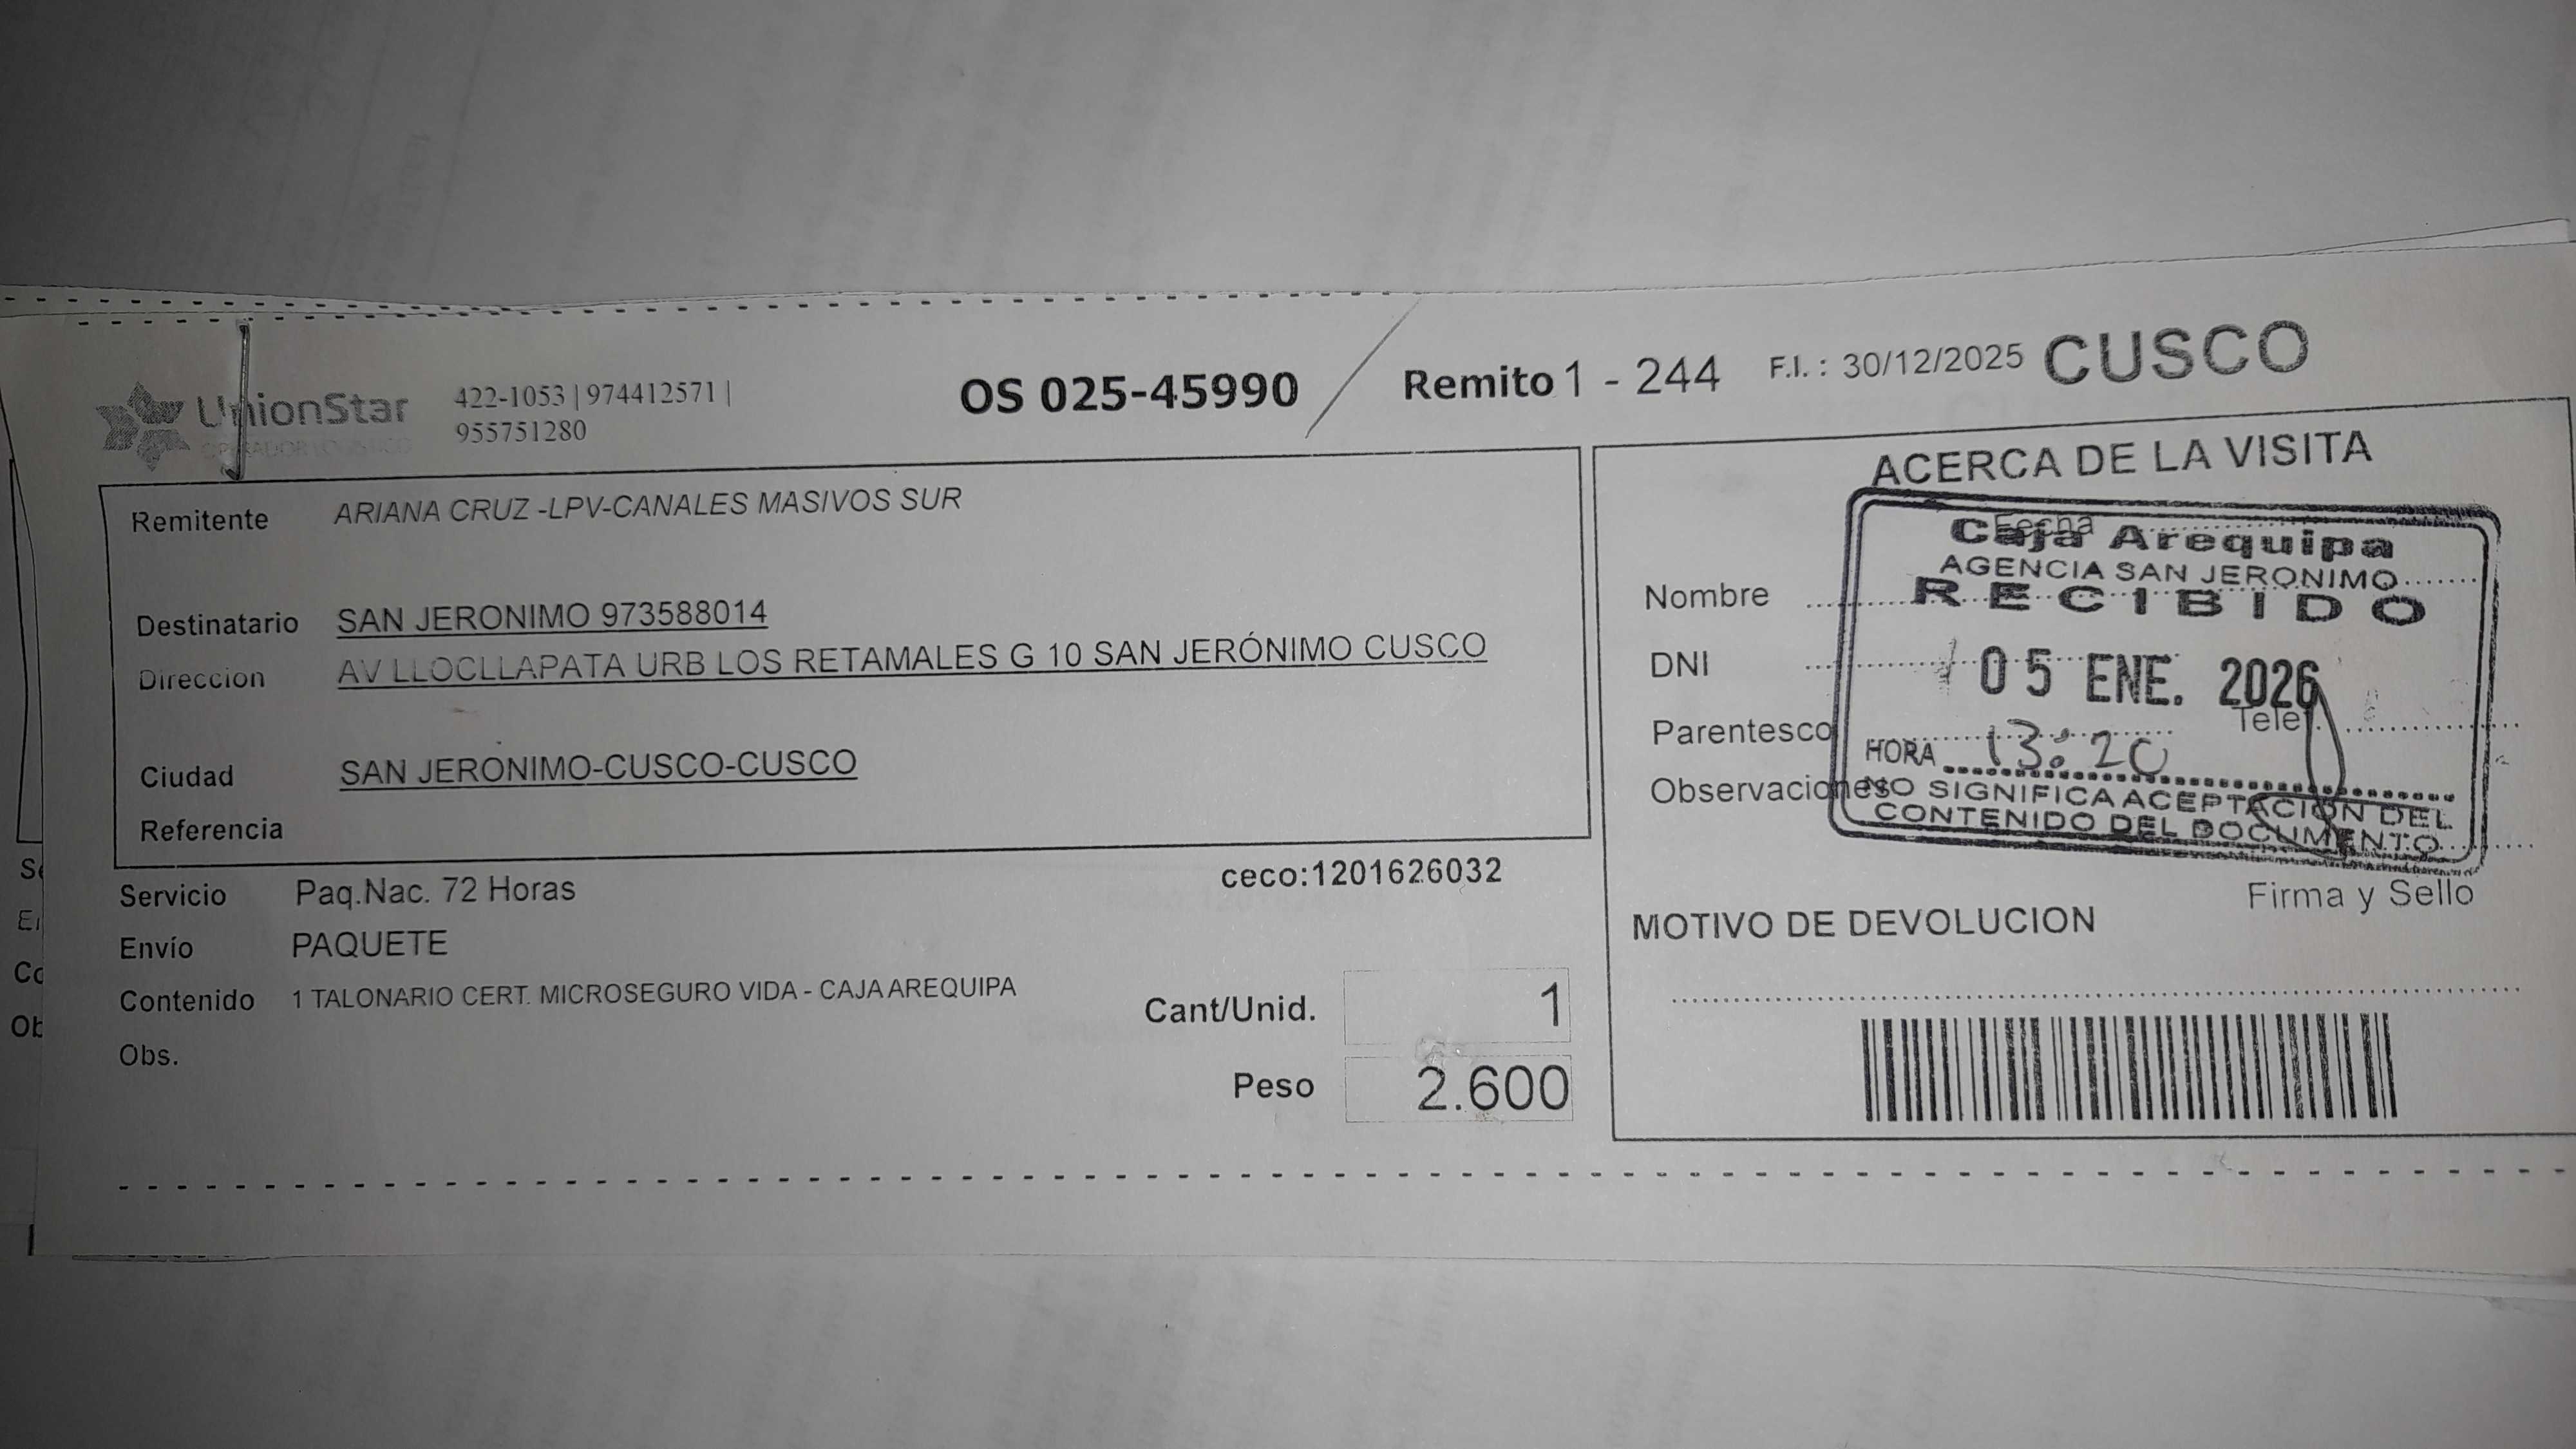 UnionStar
OPERADOR LOGISTICO
422-1053 | 974412571 |
955751280
OS 025-45990
Remito 1 - 244
F.I. : 30/12/2025
CUSCO
Remitente ARIANA CRUZ -LPV-CANALES MASIVOS SUR
Destinatario SAN JERONIMO 973588014
Direccion AV LLOCLLAPATA URB LOS RETAMALES G 10 SAN JERÓNIMO CUSCO
Ciudad SAN JERONIMO-CUSCO-CUSCO
Referencia
ceco:1201626032
Servicio Paq.Nac. 72 Horas
Envío PAQUETE
Contenido 1 TALONARIO CERT. MICROSEGURO VIDA - CAJA AREQUIPA
Obs.
Cant/Unid. 1
Peso 2.600
ACERCA DE LA VISITA
Fecha
Nombre
DNI
Parentesco
Telef.
Observaciones
Caja Arequipa
AGENCIA SAN JERONIMO
RECIBIDO
05 ENE. 2026
HORA 13:20
NO SIGNIFICA ACEPTACION DEL
CONTENIDO DEL DOCUMENTO
Firma y Sello
MOTIVO DE DEVOLUCION